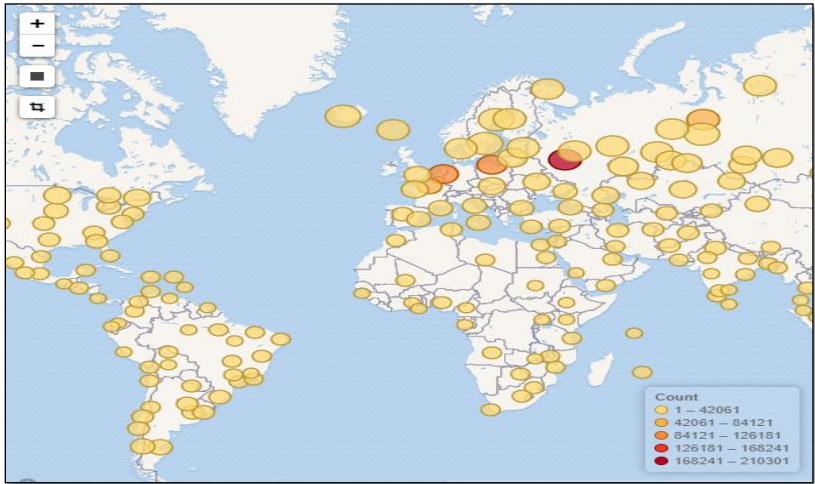 +
−
Count
1 – 42061
42061 – 84121
84121 – 126181
126181 – 168241
168241 – 210301